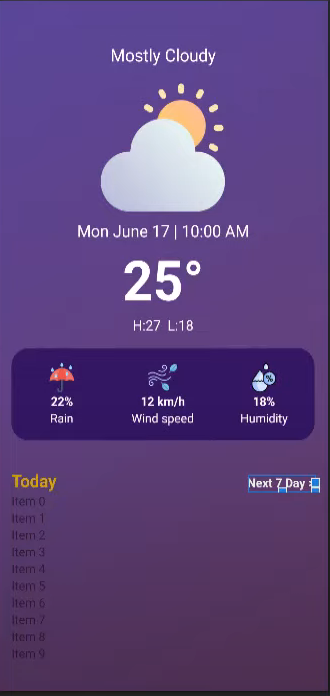 Mostly Cloudy
Mon June 17 | 10:00 AM
25°
H:27 L:18
%
22% 12 km/h 18%
Rain Wind speed Humidity
Today Next 7 Day
Item 0
Item 1
Item 2
Item 3
Item 4
Item 5
Item 6
Item 7
Item 8
Item 9